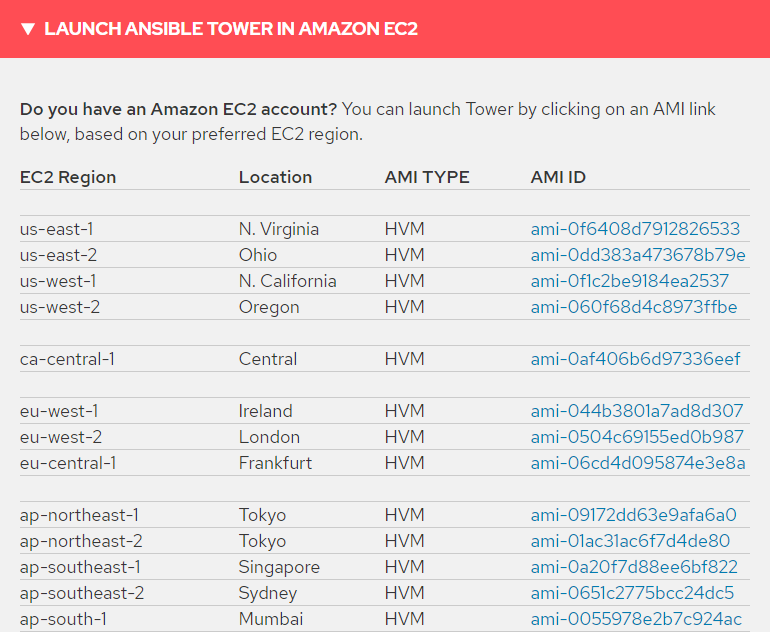 ▼ LAUNCH ANSIBLE TOWER IN AMAZON EC2
Do you have an Amazon EC2 account? You can launch Tower by clicking on an AMI link
below, based on your preferred EC2 region.
EC2 Region Location AMI TYPE AMI ID
us-east-1 N. Virginia HVM ami-0f6408d7912826533
us-east-2 Ohio HVM ami-0dd383a473678b79e
us-west-1 N. California HVM ami-0f1c2be9184ea2537
us-west-2 Oregon HVM ami-060f68d4c8973ffbe
ca-central-1 Central HVM ami-0af406b6d97336eef
eu-west-1 Ireland HVM ami-044b3801a7ad8d307
eu-west-2 London HVM ami-0504c69155ed0b987
eu-central-1 Frankfurt HVM ami-06cd4d095874e3e8a
ap-northeast-1 Tokyo HVM ami-09172dd63e9afa6a0
ap-northeast-2 Tokyo HVM ami-01ac31ac6f7d4de80
ap-southeast-1 Singapore HVM ami-0a20f7d88ee6bf822
ap-southeast-2 Sydney HVM ami-0651c2775bcc24dc5
ap-south-1 Mumbai HVM ami-0055978e2b7c924ac